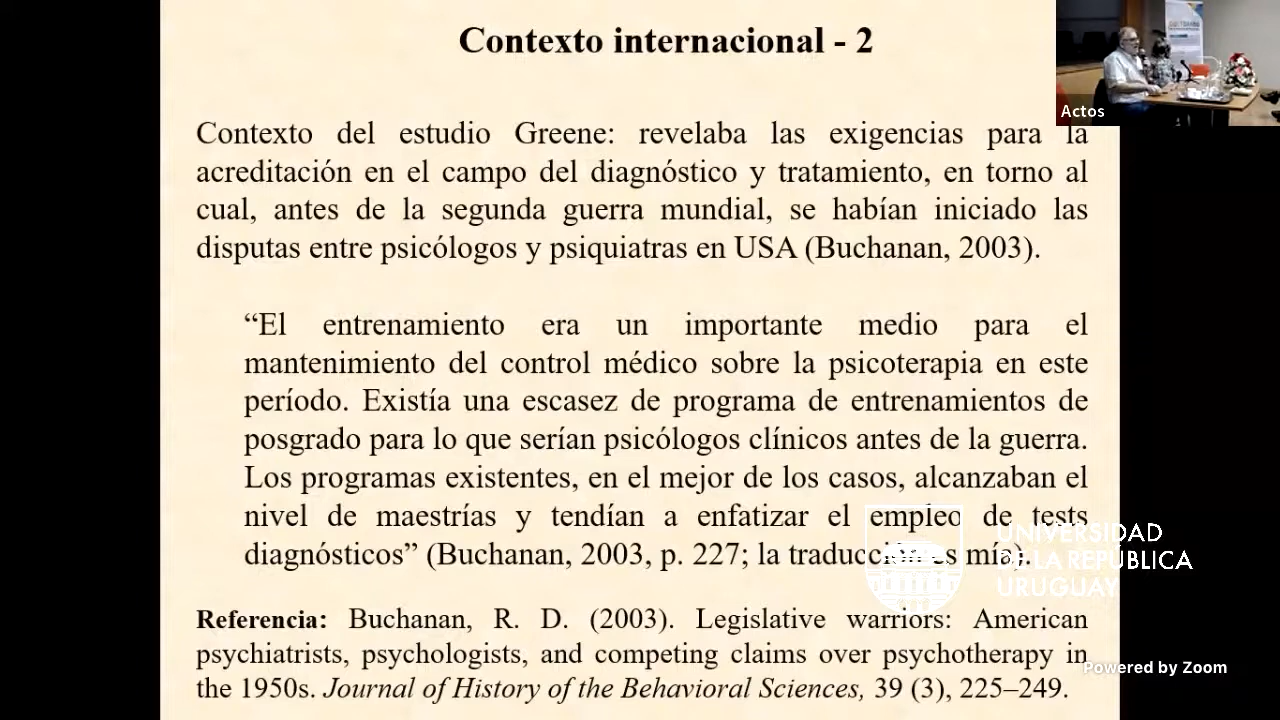 Contexto internacional - 2
Actos
Contexto del estudio Greene: revelaba las exigencias para la
acreditación en el campo del diagnóstico y tratamiento, en torno al
cual, antes de la segunda guerra mundial, se habían iniciado las
disputas entre psicólogos y psiquiatras en USA (Buchanan, 2003).
“El entrenamiento era un importante medio para el
mantenimiento del control médico sobre la psicoterapia en este
período. Existía una escasez de programa de entrenamientos de
posgrado para lo que serían psicólogos clínicos antes de la guerra.
Los programas existentes, en el mejor de los casos, alcanzaban el
nivel de maestrías y tendían a enfatizar el empleo de tests
diagnósticos” (Buchanan, 2003, p. 227; la traducción es mía).
UNIVERSIDAD
DE LA REPÚBLICA
URUGUAY
Referencia: Buchanan, R. D. (2003). Legislative warriors: American
psychiatrists, psychologists, and competing claims over psychotherapy in
the 1950s. Journal of History of the Behavioral Sciences, 39 (3), 225–249.
Powered by Zoom